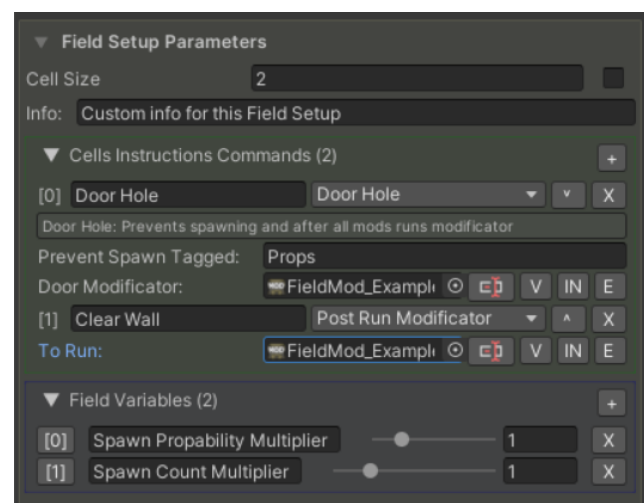 Field Setup Parameters
Cell Size 2
Info: Custom info for this Field Setup
Cells Instructions Commands (2) +
[0] Door Hole Door Hole v X
Door Hole: Prevents spawning and after all mods runs modificator
Prevent Spawn Tagged: Props
Door Modificator: FieldMod_Example V IN E
[1] Clear Wall Post Run Modificator ^ X
To Run: FieldMod_Example V IN E
Field Variables (2) +
[0] Spawn Propability Multiplier 1 X
[1] Spawn Count Multiplier 1 X